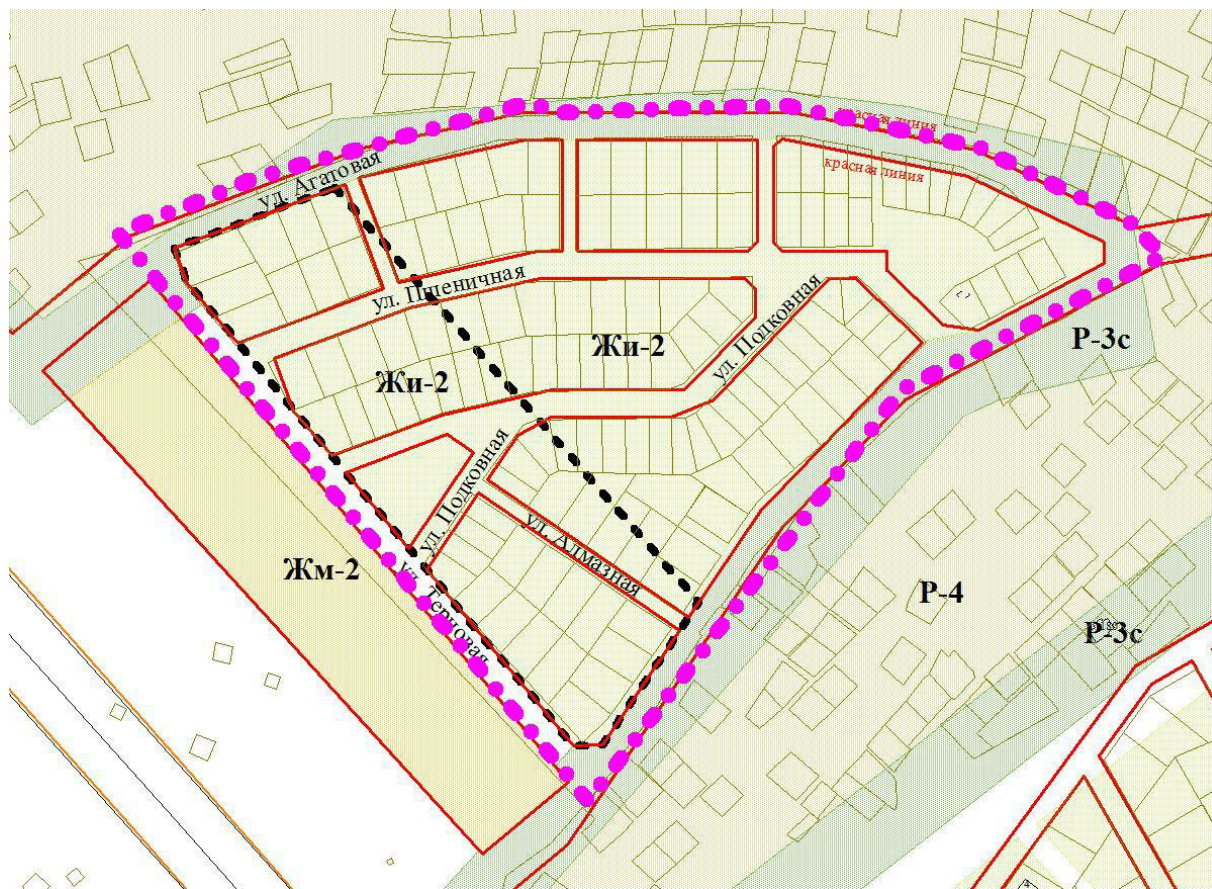 красная линия
красная линия
ул. Агатовая
ул. Пшеничная
ул. Подковная
Жи-2
Р-3с
Жи-2
ул. Подковная
ул. Алмазная
Жм-2
ул. Терновая
Р-4
Р-3с
4